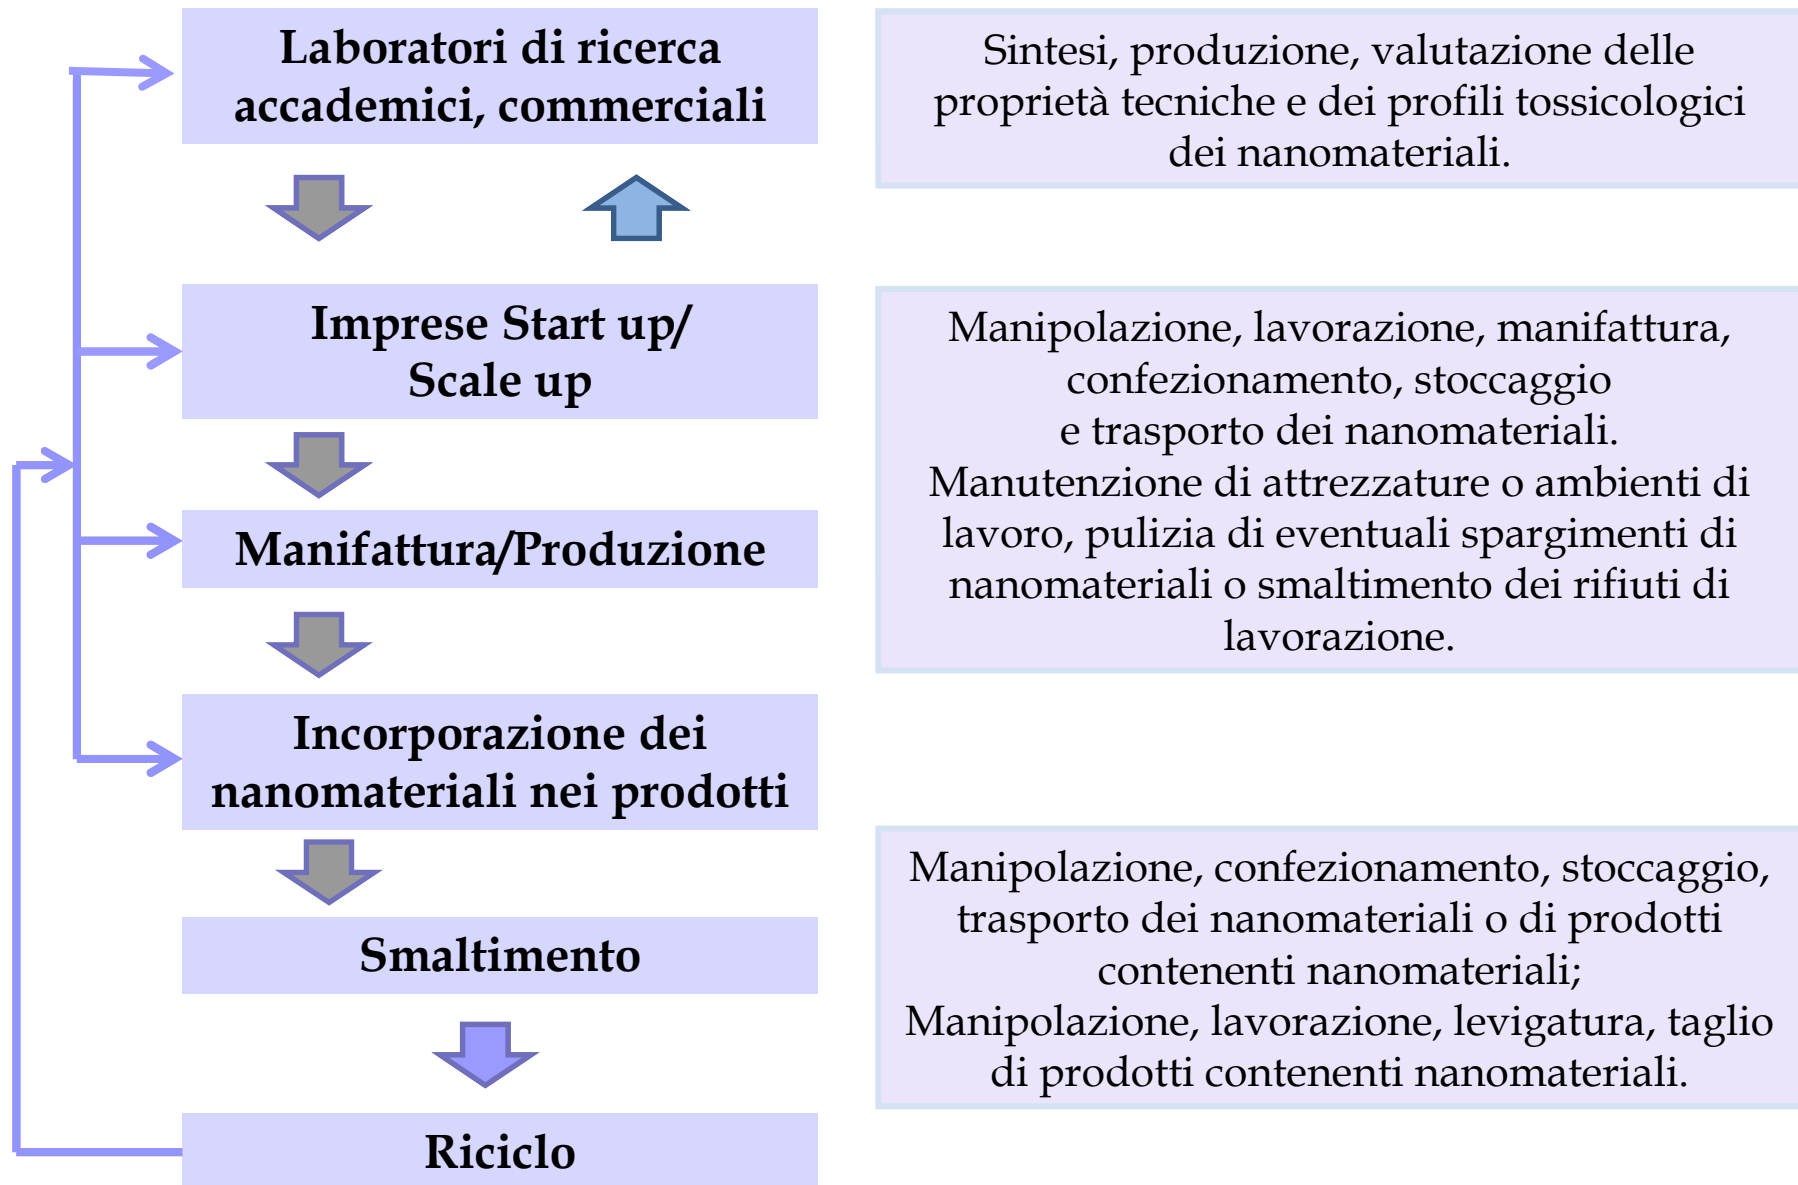 Laboratori di ricerca
accademici, commerciali
Sintesi, produzione, valutazione delle
proprietà tecniche e dei profili tossicologici
dei nanomateriali.
Imprese Start up/
Scale up
Manifattura/Produzione
Manipolazione, lavorazione, manifattura,
confezionamento, stoccaggio
e trasporto dei nanomateriali.
Manutenzione di attrezzature o ambienti di
lavoro, pulizia di eventuali spargimenti di
nanomateriali o smaltimento dei rifiuti di
lavorazione.
Incorporazione dei
nanomateriali nei prodotti
Smaltimento
Riciclo
Manipolazione, confezionamento, stoccaggio,
trasporto dei nanomateriali o di prodotti
contenenti nanomateriali;
Manipolazione, lavorazione, levigatura, taglio
di prodotti contenenti nanomateriali.